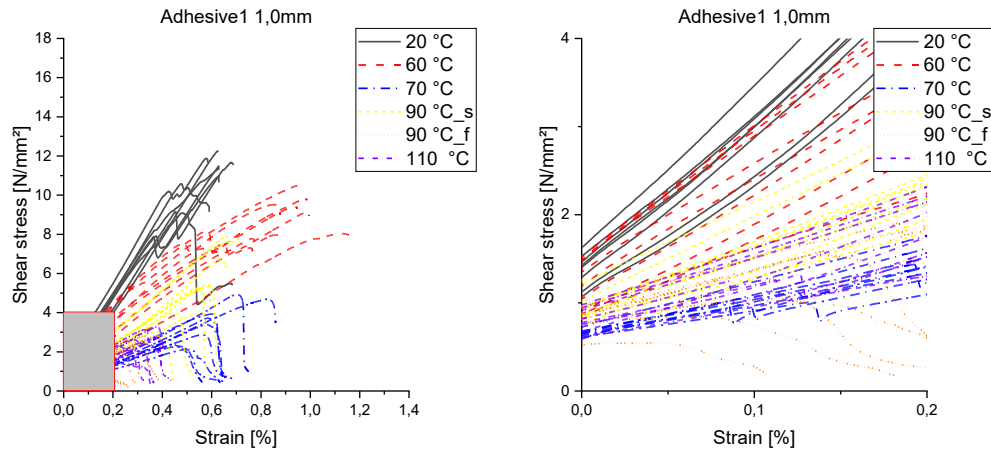 Adhesive1 1,0mm
18
16
14
12
10
8
6
4
2
0
Shear stress [N/mm²]
0,0 0,2 0,4 0,6 0,8 1,0 1,2 1,4
Strain [%]
20 °C
60 °C
70 °C
90 °C_s
90 °C_f
110 °C
Adhesive1 1,0mm
4
2
0
Shear stress [N/mm²]
0,0 0,1 0,2
Strain [%]
20 °C
60 °C
70 °C
90 °C_s
90 °C_f
110 °C